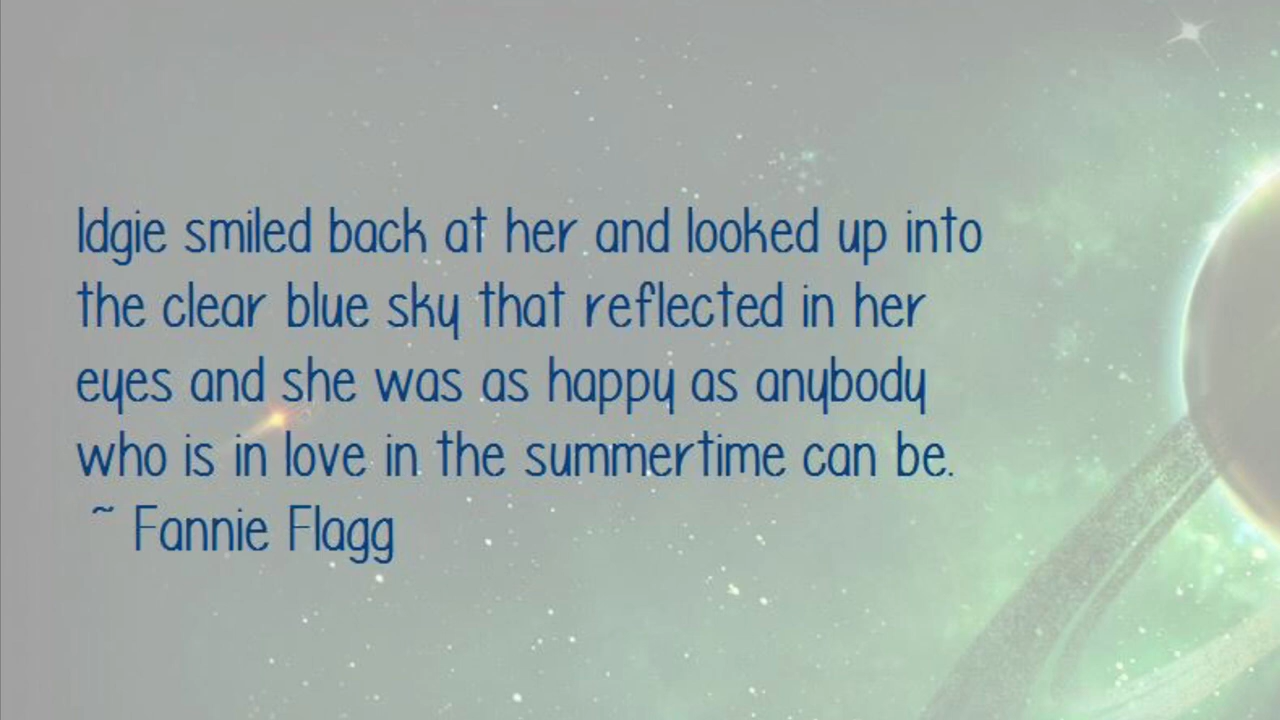 Idgie smiled back at her and looked up into
the clear blue sky that reflected in her
eyes and she was as happy as anybody
who is in love in the summertime can be.
~ Fannie Flagg